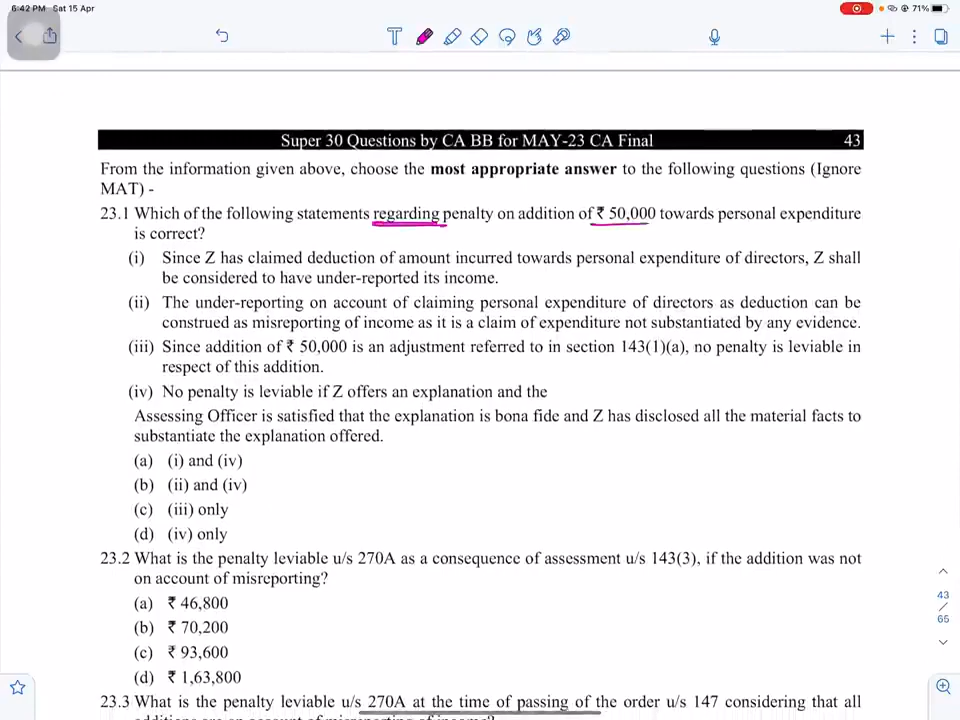 6:42 PM Sat 15 Apr
71%
Super 30 Questions by CA BB for MAY-23 CA Final 43
From the information given above, choose the most appropriate answer to the following questions (Ignore
MAT) -
23.1 Which of the following statements regarding penalty on addition of ₹ 50,000 towards personal expenditure
is correct?
(i) Since Z has claimed deduction of amount incurred towards personal expenditure of directors, Z shall
be considered to have under-reported its income.
(ii) The under-reporting on account of claiming personal expenditure of directors as deduction can be
construed as misreporting of income as it is a claim of expenditure not substantiated by any evidence.
(iii) Since addition of ₹ 50,000 is an adjustment referred to in section 143(1)(a), no penalty is leviable in
respect of this addition.
(iv) No penalty is leviable if Z offers an explanation and the
Assessing Officer is satisfied that the explanation is bona fide and Z has disclosed all the material facts to
substantiate the explanation offered.
(a) (i) and (iv)
(b) (ii) and (iv)
(c) (iii) only
(d) (iv) only
23.2 What is the penalty leviable u/s 270A as a consequence of assessment u/s 143(3), if the addition was not
on account of misreporting?
(a) ₹ 46,800
(b) ₹ 70,200
(c) ₹ 93,600
(d) ₹ 1,63,800
43
/
65
23.3 What is the penalty leviable u/s 270A at the time of passing of the order u/s 147 considering that all
additions are on account of misreporting of income?